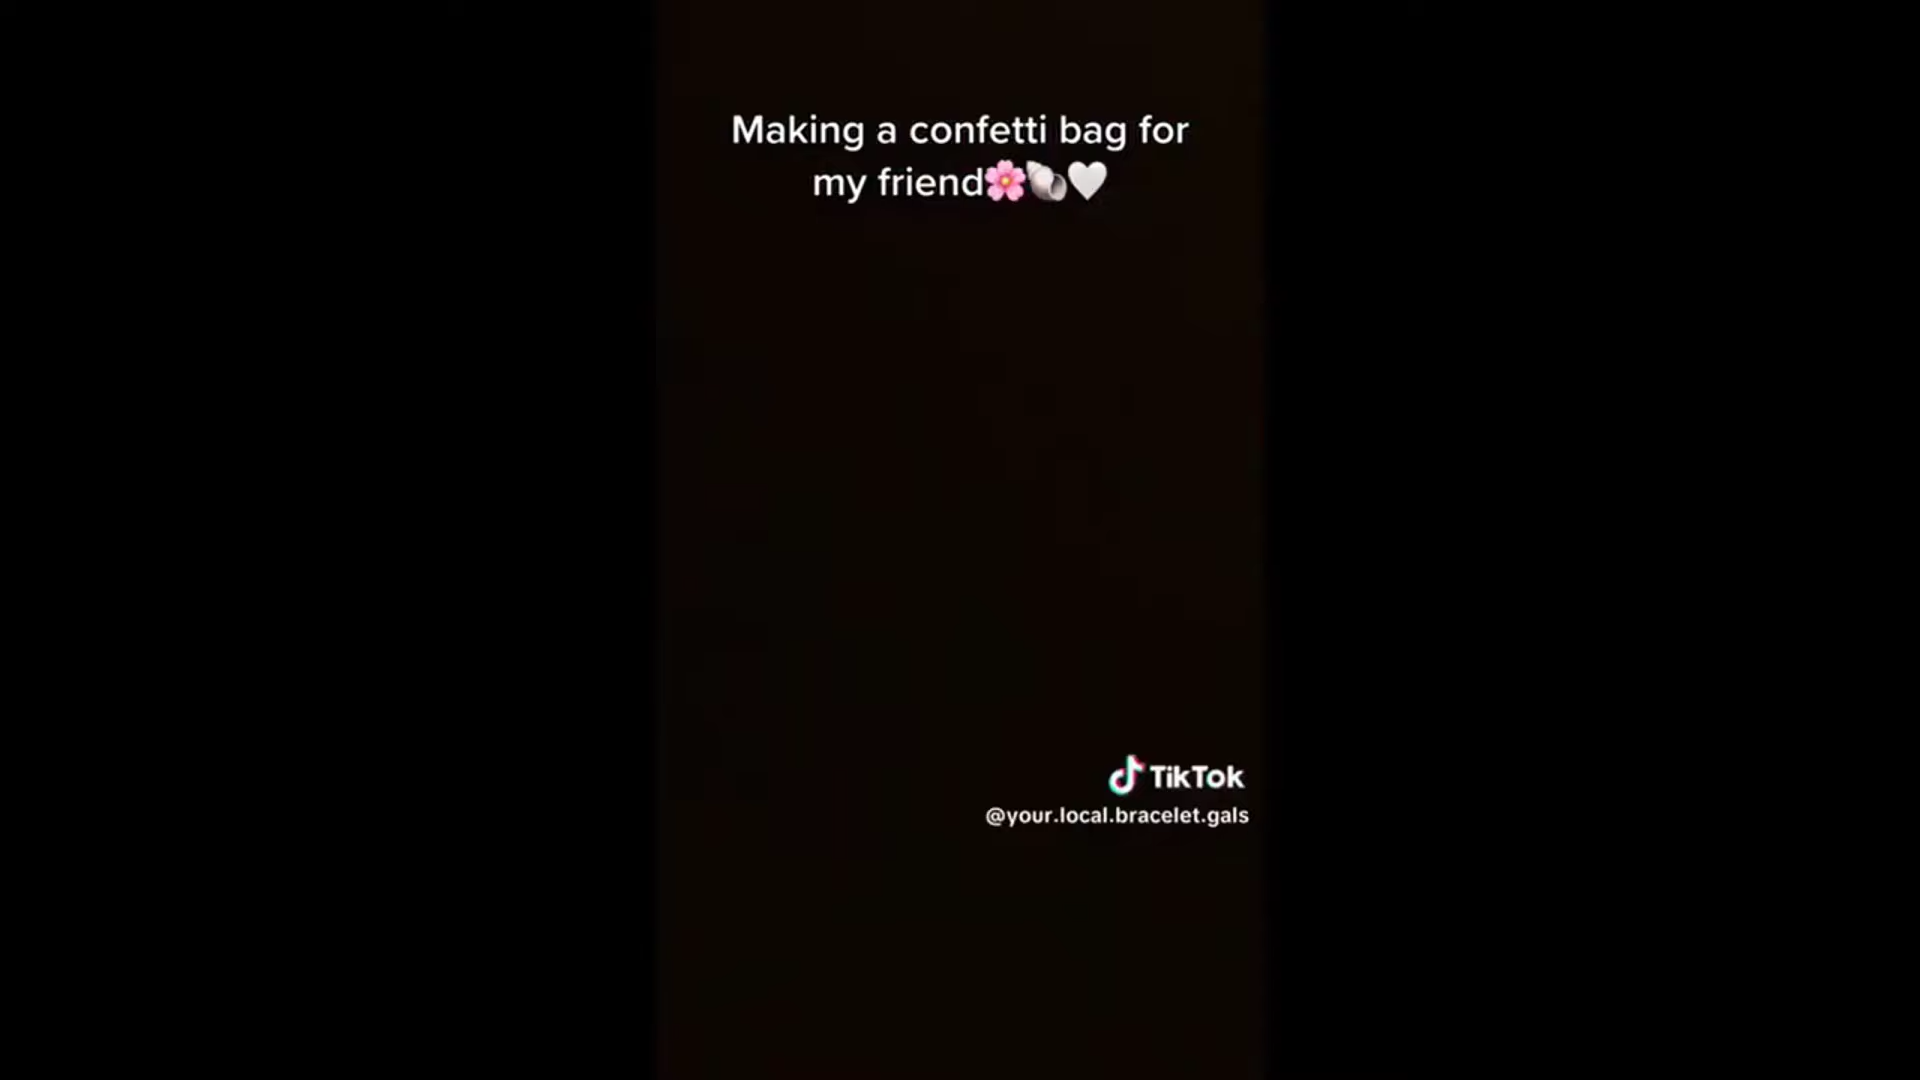 Making a confetti bag for
my friend🌸🐚🤍
TikTok
@your.local.bracelet.gals